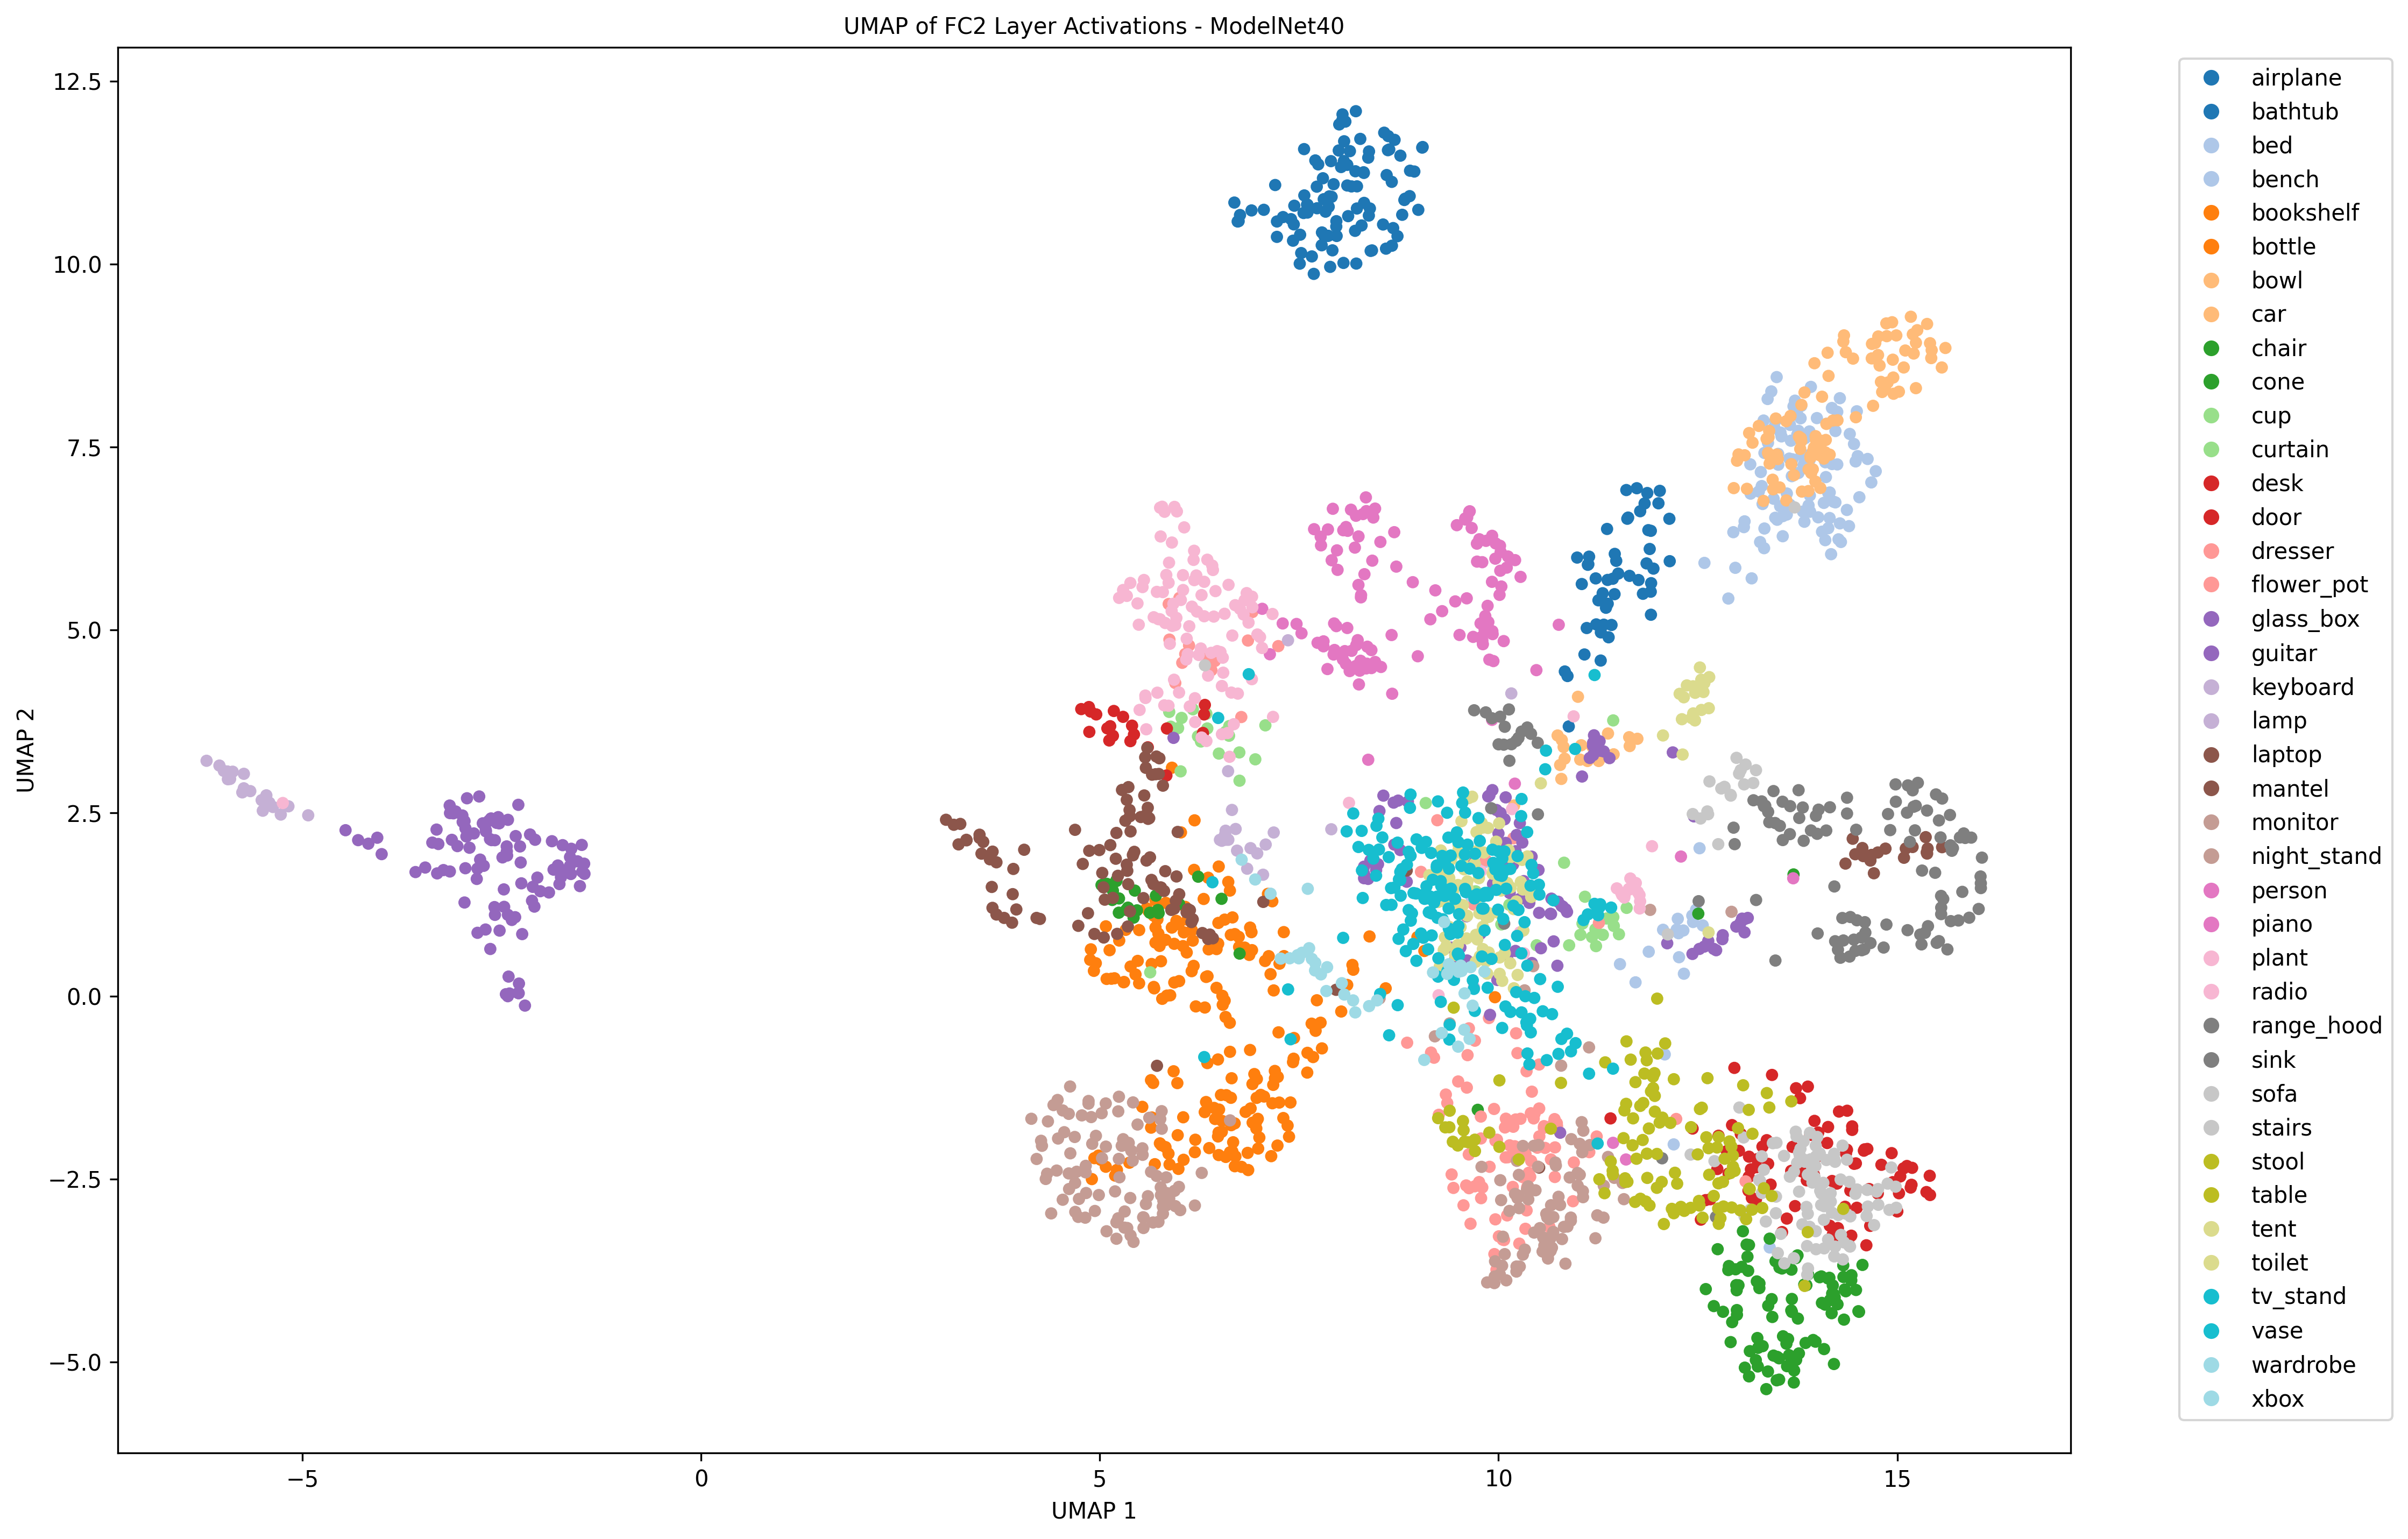 UMAP of FC2 Layer Activations - ModelNet40
12.5
10.0
7.5
5.0
2.5
0.0
−2.5
−5.0
UMAP 2
−5
0
5
10
15
UMAP 1
airplane
bathtub
bed
bench
bookshelf
bottle
bowl
car
chair
cone
cup
curtain
desk
door
dresser
flower_pot
glass_box
guitar
keyboard
lamp
laptop
mantel
monitor
night_stand
person
piano
plant
radio
range_hood
sink
sofa
stairs
stool
table
tent
toilet
tv_stand
vase
wardrobe
xbox